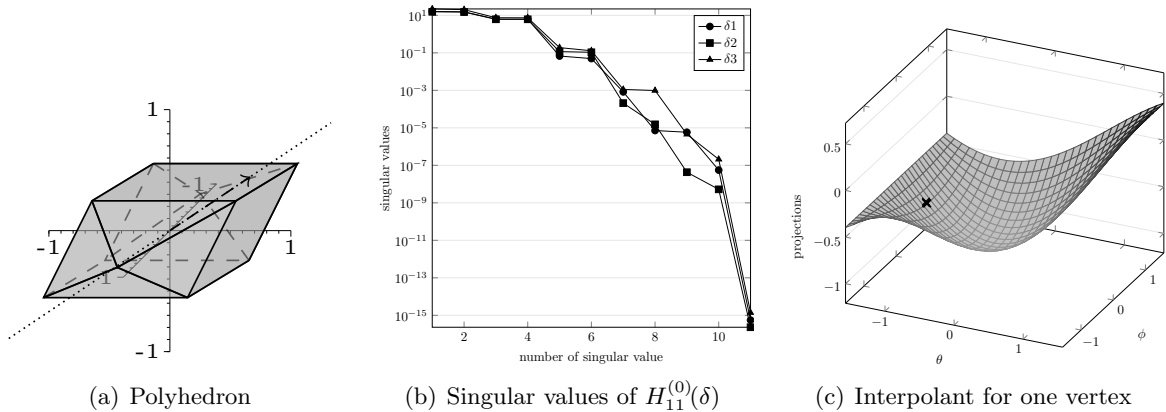 1
-1
-1
1
1
-1
(a) Polyhedron
10^1
10^{-1}
10^{-3}
10^{-5}
10^{-7}
10^{-9}
10^{-11}
10^{-13}
10^{-15}
singular values
2
4
6
8
10
number of singular value
δ1
δ2
δ3
(b) Singular values of H_{11}^{(0)}(δ)
0.5
0
-0.5
-1
projections
-1
0
1
θ
-1
0
1
ϕ
(c) Interpolant for one vertex